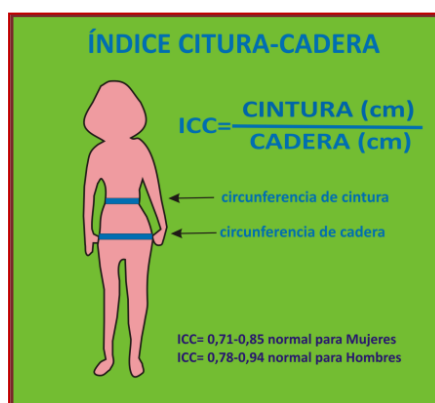 ÍNDICE CITURA-CADERA
ICC= CINTURA (cm)
CADERA (cm)
circunferencia de cintura
circunferencia de cadera
ICC= 0,71-0,85 normal para Mujeres
ICC= 0,78-0,94 normal para Hombres